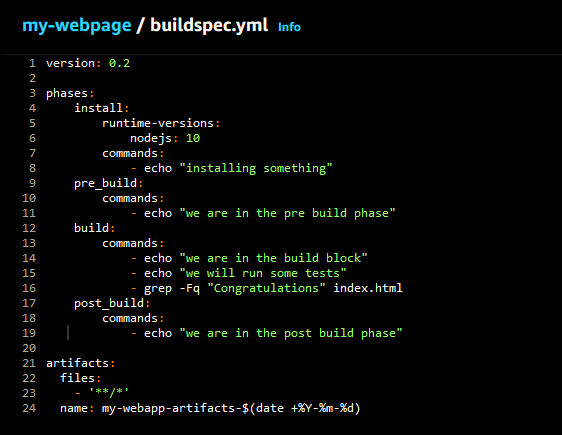 my-webpage / buildspec.yml Info
1 version: 0.2
2
3 phases:
4     install:
5         runtime-versions:
6             nodejs: 10
7         commands:
8             - echo "installing something"
9     pre_build:
10         commands:
11             - echo "we are in the pre build phase"
12     build:
13         commands:
14             - echo "we are in the build block"
15             - echo "we will run some tests"
16             - grep -Fq "Congratulations" index.html
17     post_build:
18         commands:
19             - echo "we are in the post build phase"
20
21 artifacts:
22   files:
23     - '**/*'
24   name: my-webapp-artifacts-$(date +%Y-%m-%d)